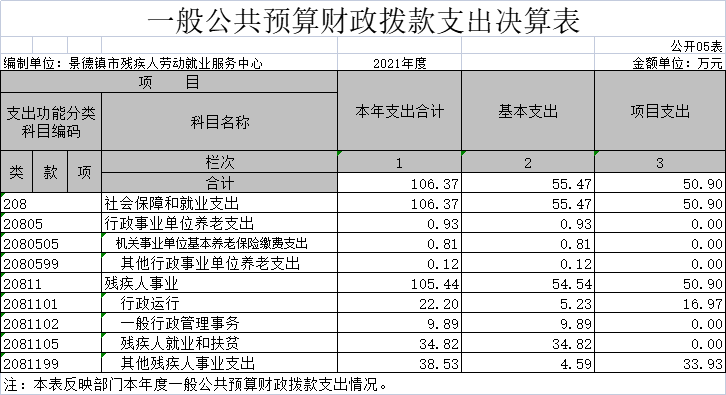 一般公共预算财政拨款支出决算表
公开05表
编制单位：景德镇市残疾人劳动就业服务中心 2021年度 金额单位：万元
项 目 本年支出合计 基本支出 项目支出
支出功能分类科目编码 科目名称
类 款 项 栏次 1 2 3
合计 106.37 55.47 50.90
208 社会保障和就业支出 106.37 55.47 50.90
20805 行政事业单位养老支出 0.93 0.93 0.00
2080505 机关事业单位基本养老保险缴费支出 0.81 0.81 0.00
2080599 其他行政事业单位养老支出 0.12 0.12 0.00
20811 残疾人事业 105.44 54.54 50.90
2081101 行政运行 22.20 5.23 16.97
2081102 一般行政管理事务 9.89 9.89 0.00
2081105 残疾人就业和扶贫 34.82 34.82 0.00
2081199 其他残疾人事业支出 38.53 4.59 33.93
注：本表反映部门本年度一般公共预算财政拨款支出情况。